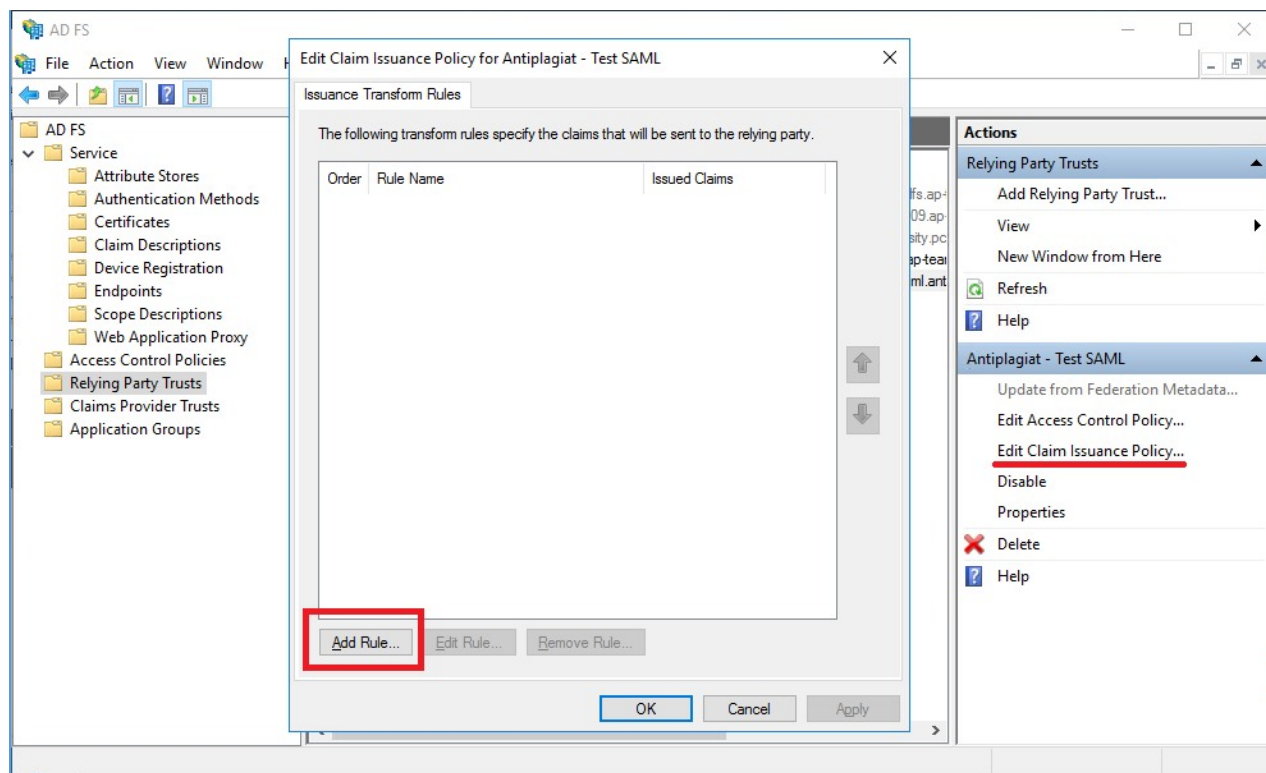 AD FS
File Action View Window
Edit Claim Issuance Policy for Antiplagiat - Test SAML
Issuance Transform Rules
The following transform rules specify the claims that will be sent to the relying party.
Order Rule Name Issued Claims
Add Rule... Edit Rule... Remove Rule...
OK Cancel Apply
AD FS
Service
Attribute Stores
Authentication Methods
Certificates
Claim Descriptions
Device Registration
Endpoints
Scope Descriptions
Web Application Proxy
Access Control Policies
Relying Party Trusts
Claims Provider Trusts
Application Groups
Actions
Relying Party Trusts
Add Relying Party Trust...
View
New Window from Here
Refresh
Help
Antiplagiat - Test SAML
Update from Federation Metadata...
Edit Access Control Policy...
Edit Claim Issuance Policy...
Disable
Properties
Delete
Help